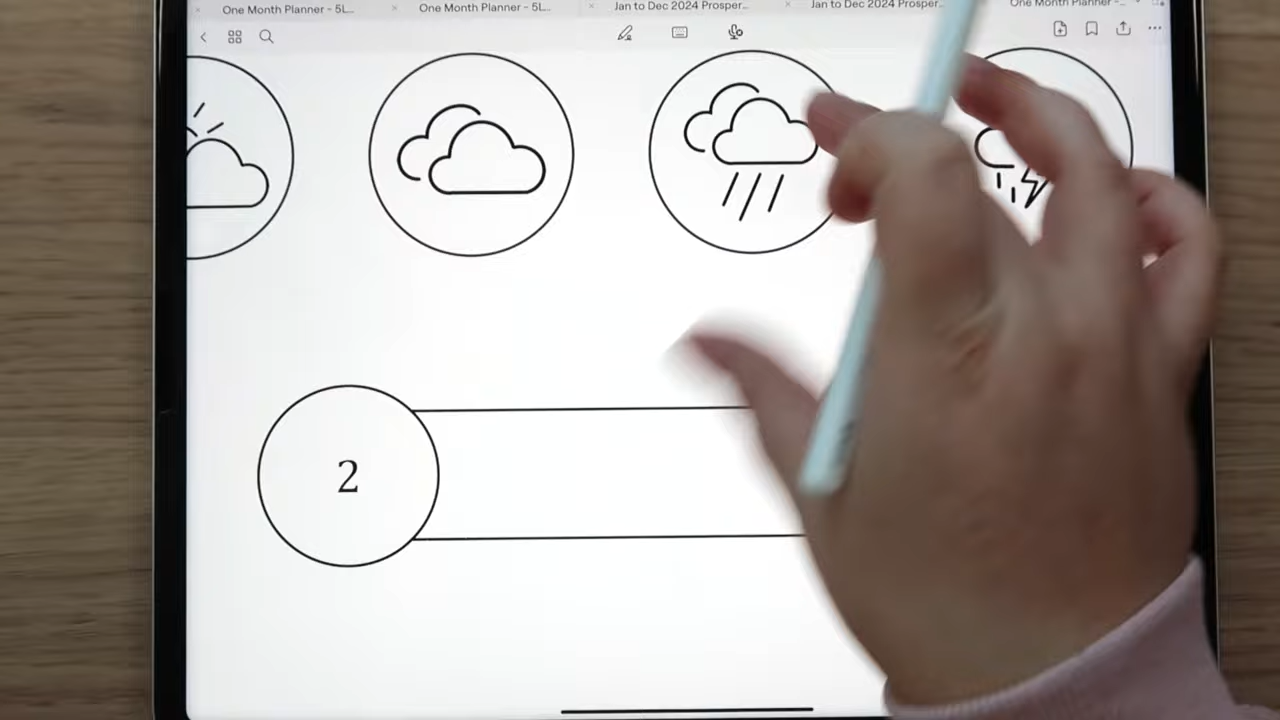 One Month Planner - 5L...
One Month Planner - 5L...
Jan to Dec 2024 Prosper...
Jan to Dec 2024 Prosper...
One Month Planner -...
2